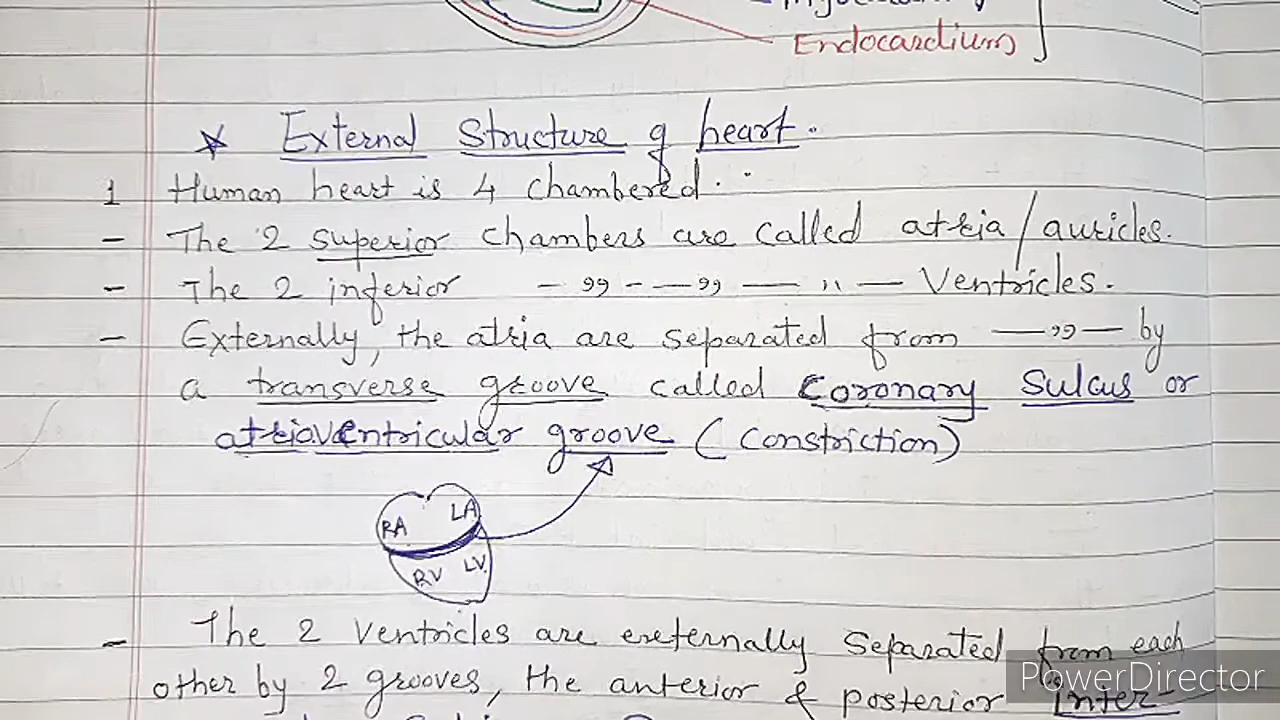 Endocardium
* External Structure of heart.
1 Human heart is 4 chambered.
- The 2 superior chambers are called atria/auricles.
- The 2 inferior - ,, - - ,, - ,, - Ventricles.
- Externally, the atria are separated from - ,, - by
a transverse groove called Coronary Sulcus or
atrioventricular groove (Constriction)
RA LA
RV LV
- The 2 ventricles are externally separated from each
other by 2 grooves, the anterior & posterior Inter-
PowerDirector